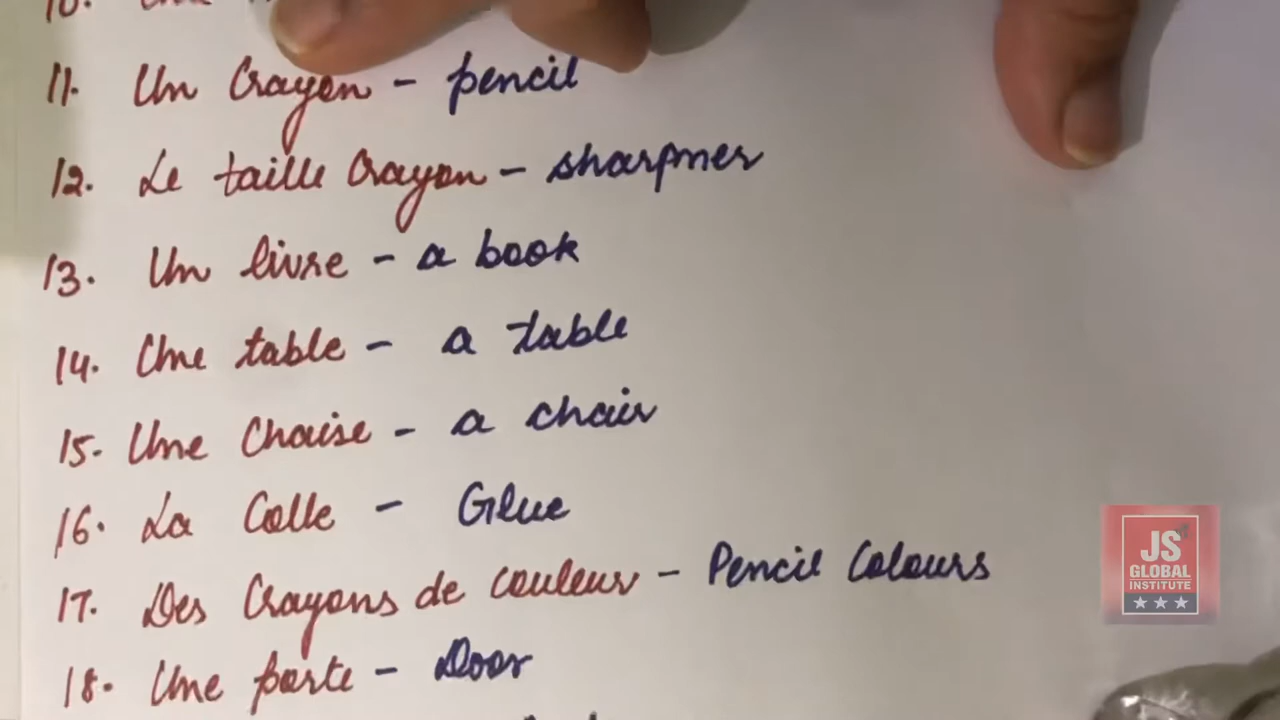 10.
11. Un Crayon - pencil
12. Le taille Crayon - sharpner
13. Un livre - a book
14. Une table - a table
15. Une Chaise - a chair
16. La Colle - Glue
17. Des Crayons de couleur - Pencil Colours
18. Une porte - Door
JS
GLOBAL
INSTITUTE